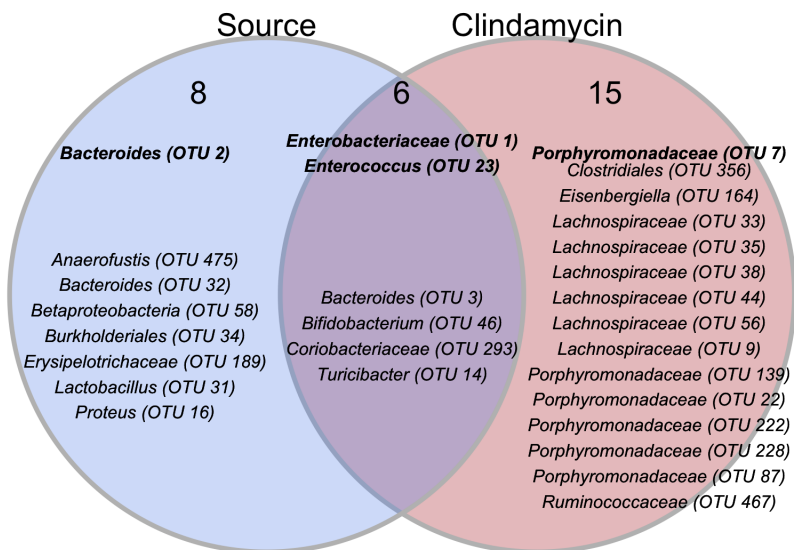 Source
Clindamycin
8
6
15
Bacteroides (OTU 2)
Anaerofustis (OTU 475)
Bacteroides (OTU 32)
Betaproteobacteria (OTU 58)
Burkholderiales (OTU 34)
Erysipelotrichaceae (OTU 189)
Lactobacillus (OTU 31)
Proteus (OTU 16)
Enterobacteriaceae (OTU 1)
Enterococcus (OTU 23)
Bacteroides (OTU 3)
Bifidobacterium (OTU 46)
Coriobacteriaceae (OTU 293)
Turicibacter (OTU 14)
Porphyromonadaceae (OTU 7)
Clostridiales (OTU 356)
Eisenbergiella (OTU 164)
Lachnospiraceae (OTU 33)
Lachnospiraceae (OTU 35)
Lachnospiraceae (OTU 38)
Lachnospiraceae (OTU 44)
Lachnospiraceae (OTU 56)
Lachnospiraceae (OTU 9)
Porphyromonadaceae (OTU 139)
Porphyromonadaceae (OTU 22)
Porphyromonadaceae (OTU 222)
Porphyromonadaceae (OTU 228)
Porphyromonadaceae (OTU 87)
Ruminococcaceae (OTU 467)